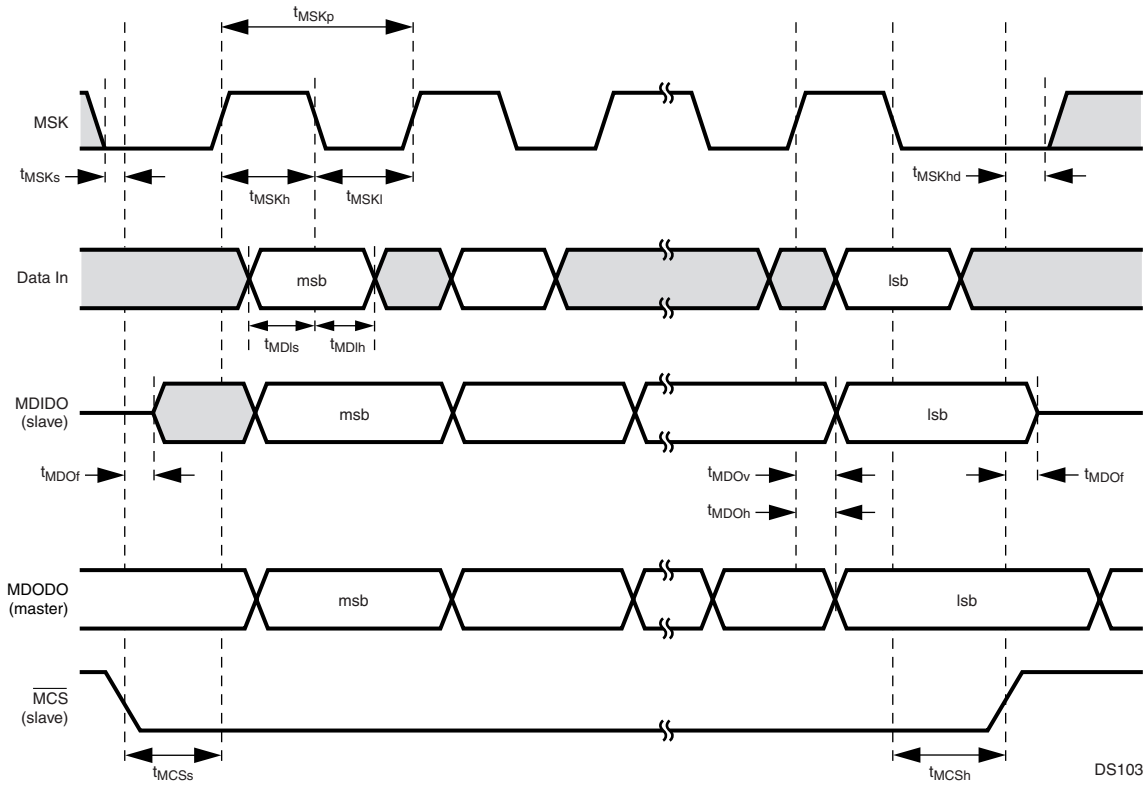 tMSKp
MSK
tMSKs
tMSKh
tMSKl
tMSKhd
Data In
msb
lsb
tMDIs
tMDIh
MDIDO
(slave)
msb
lsb
tMDOf
tMDOv
tMDOf
tMDOh
MDODO
(master)
msb
lsb
MCS
(slave)
tMCSs
tMCSh
DS103